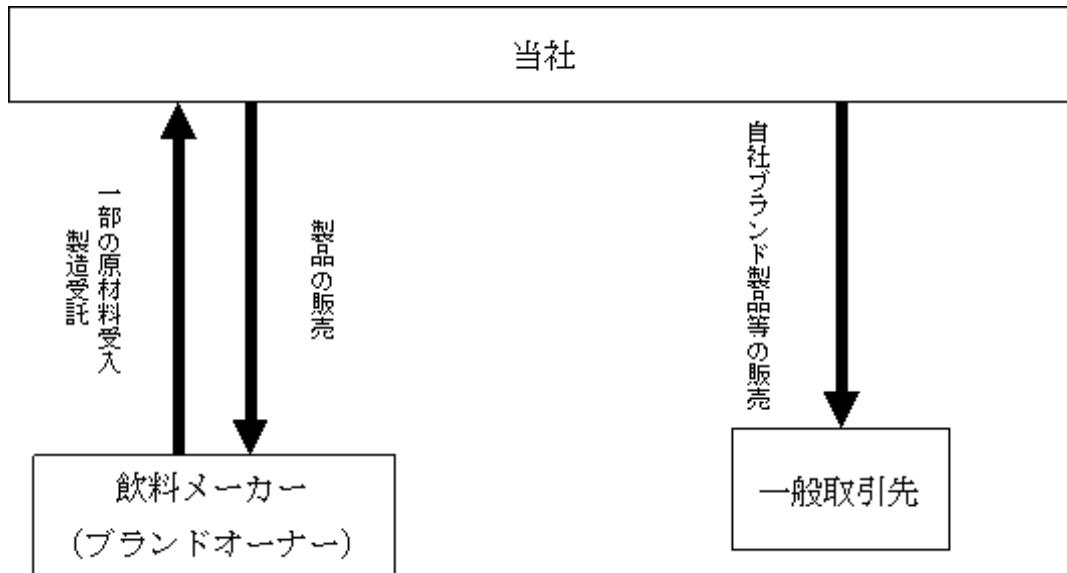 当社
一部の原材料受入
製造受託
製品の販売
自社ブランド製品等の販売
飲料メーカー
(ブランドオーナー)
一般取引先